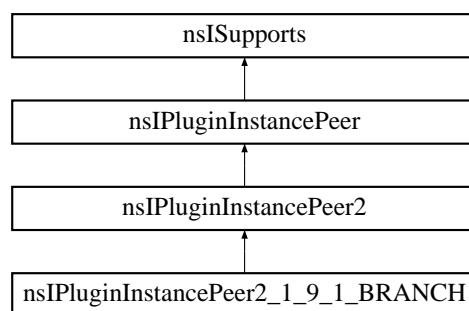 nsISupports
nsIPluginInstancePeer
nsIPluginInstancePeer2
nsIPluginInstancePeer2_1_9_1_BRANCH